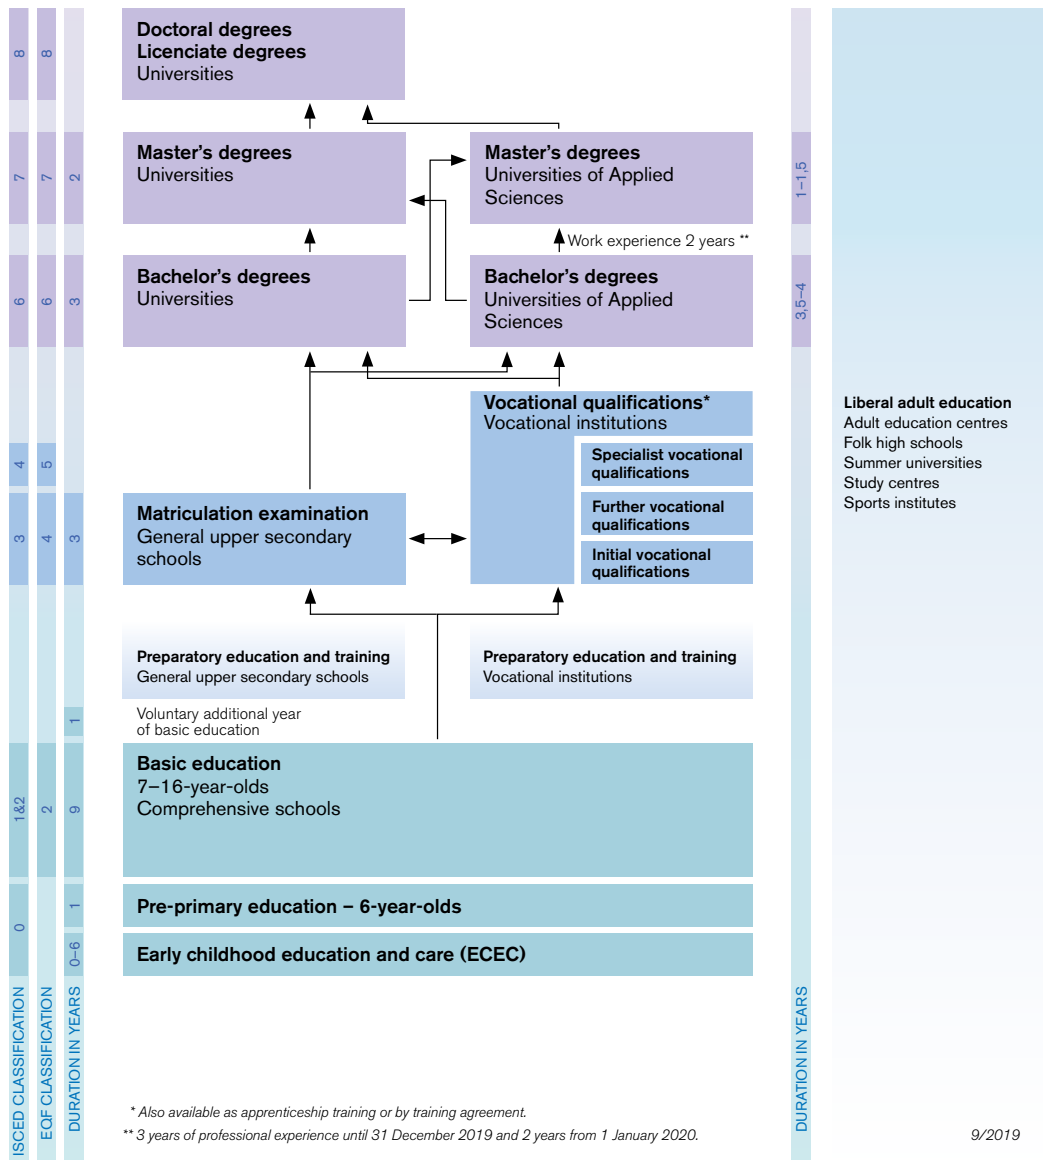 Doctoral degrees
Licenciate degrees
Universities
Master's degrees
Universities
Master's degrees
Universities of Applied
Sciences
Work experience 2 years **
Bachelor's degrees
Universities
Bachelor's degrees
Universities of Applied
Sciences
Vocational qualifications*
Vocational institutions
Specialist vocational
qualifications
Further vocational
qualifications
Initial vocational
qualifications
Matriculation examination
General upper secondary
schools
Preparatory education and training
General upper secondary schools
Preparatory education and training
Vocational institutions
Voluntary additional year
of basic education
Basic education
7–16-year-olds
Comprehensive schools
Pre-primary education – 6-year-olds
Early childhood education and care (ECEC)
8
7
6
4
3
1&2
0
ISCED CLASSIFICATION
8
7
6
5
4
2
EQF CLASSIFICATION
2
3
3
1
9
1
0–6
DURATION IN YEARS
1–1,5
3,5–4
DURATION IN YEARS
Liberal adult education
Adult education centres
Folk high schools
Summer universities
Study centres
Sports institutes
* Also available as apprenticeship training or by training agreement.
** 3 years of professional experience until 31 December 2019 and 2 years from 1 January 2020.
9/2019